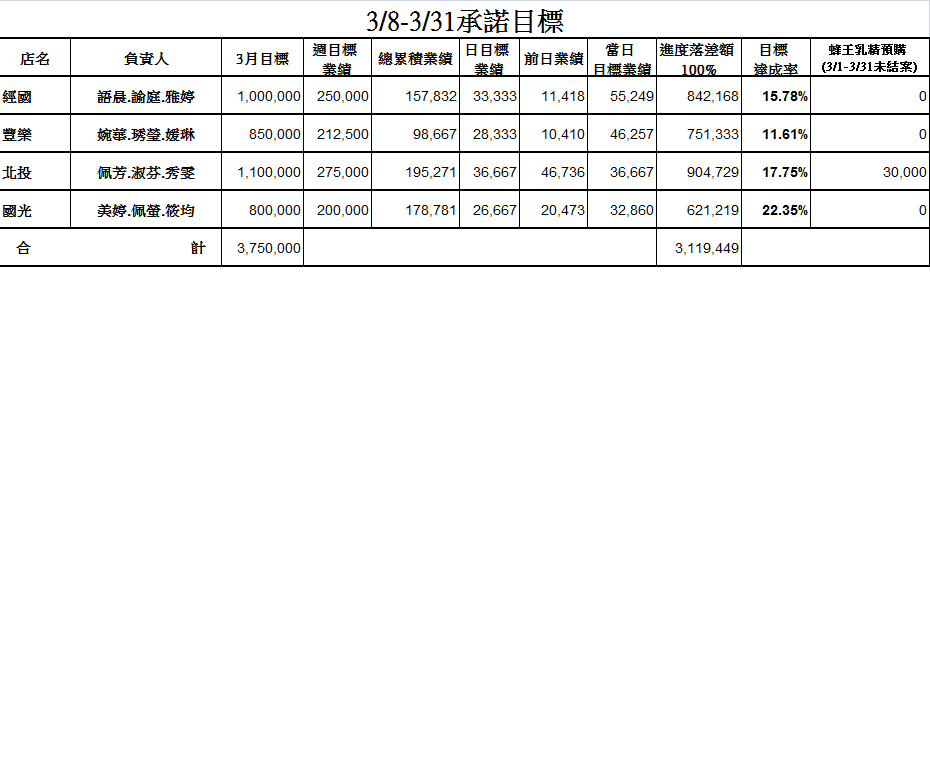 3/8-3/31承諾目標
店名 負責人 3月目標 週目標業績 總累積業績 日目標業績 前日業績 當日目標業績 進度落差額100% 目標達成率 蜂王乳精預購(3/1-3/31未結案)
經國 語晨.諭庭.雅婷 1,000,000 250,000 157,832 33,333 11,418 55,249 842,168 15.78% 0
豐樂 婉華.琇瑩.媛琳 850,000 212,500 98,667 28,333 10,410 46,257 751,333 11.61% 0
北投 佩芳.淑芬.秀雯 1,100,000 275,000 195,271 36,667 46,736 36,667 904,729 17.75% 30,000
國光 美婷.佩螢.筱均 800,000 200,000 178,781 26,667 20,473 32,860 621,219 22.35% 0
合計 3,750,000 3,119,449